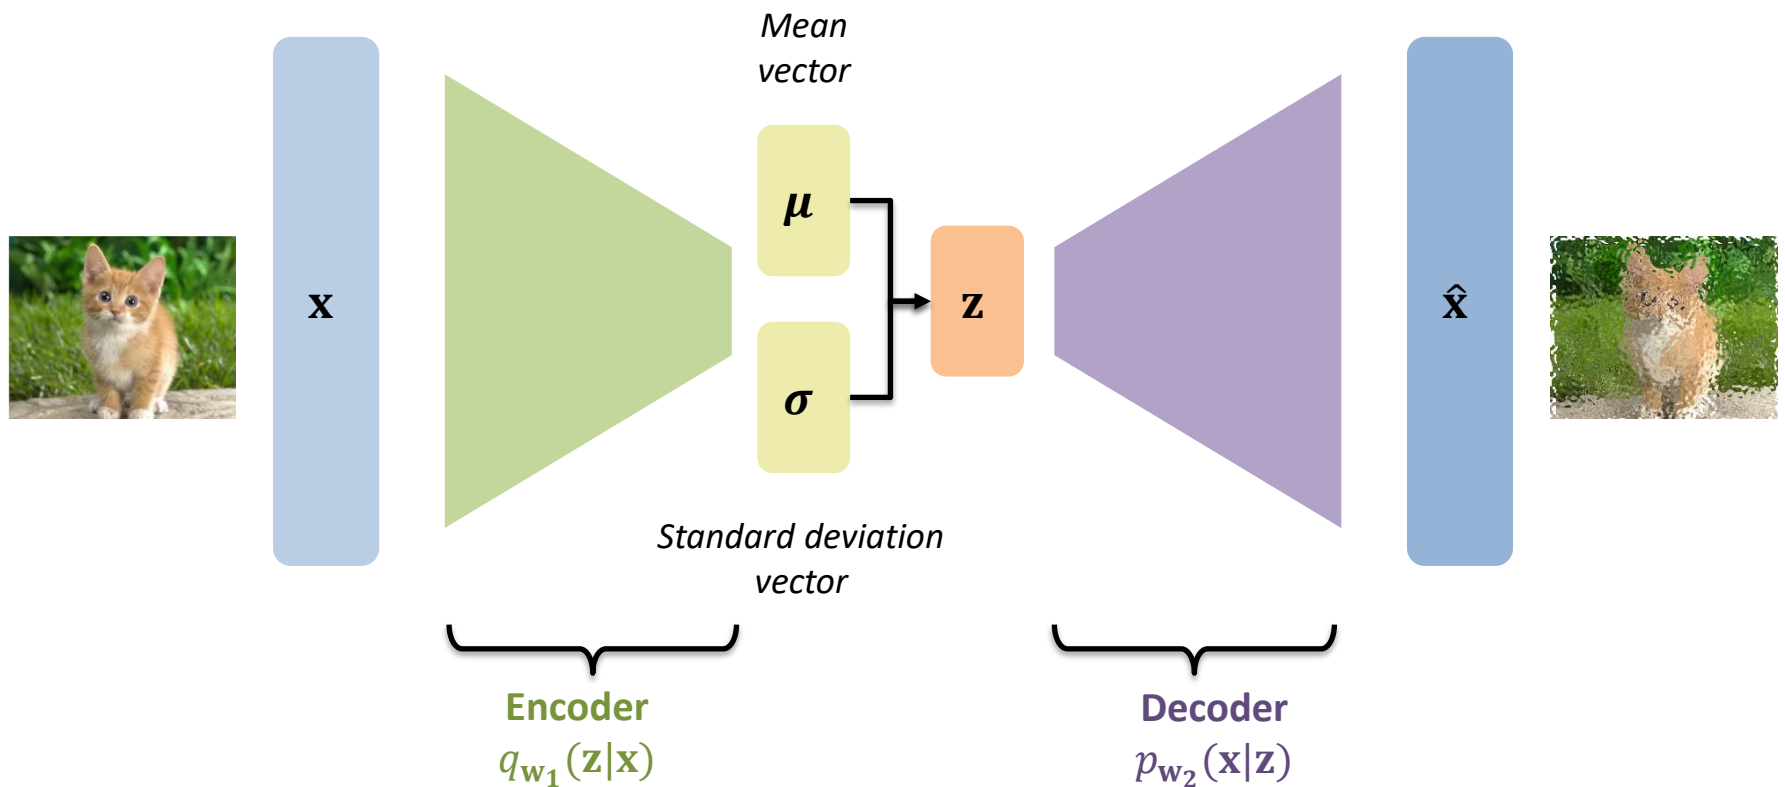 Mean
vector
x
μ
σ
z
x̂
Standard deviation
vector
Encoder
q_{w_1}(z|x)
Decoder
p_{w_2}(x|z)